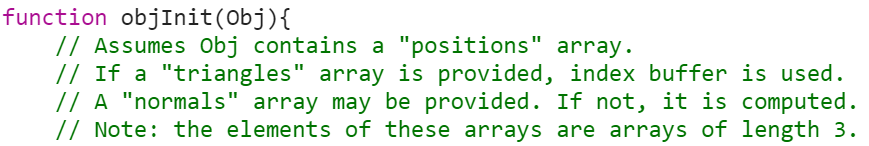 function objInit(Obj){
    // Assumes Obj contains a "positions" array.
    // If a "triangles" array is provided, index buffer is used.
    // A "normals" array may be provided. If not, it is computed.
    // Note: the elements of these arrays are arrays of length 3.